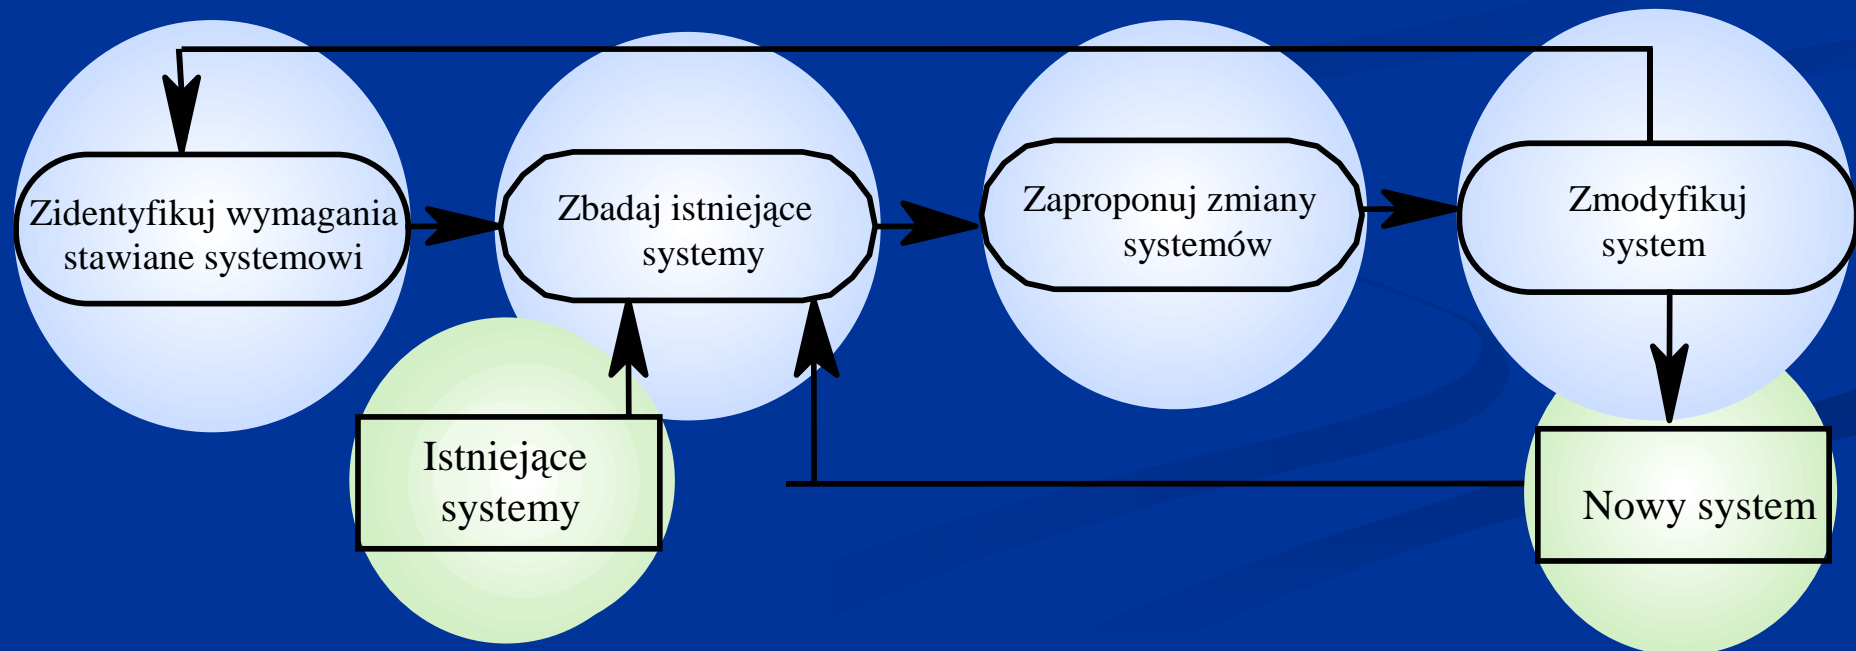 Zidentyfikuj wymagania
stawiane systemowi
Zbadaj istniejące
systemy
Zaproponuj zmiany
systemów
Zmodyfikuj
system
Istniejące
systemy
Nowy system